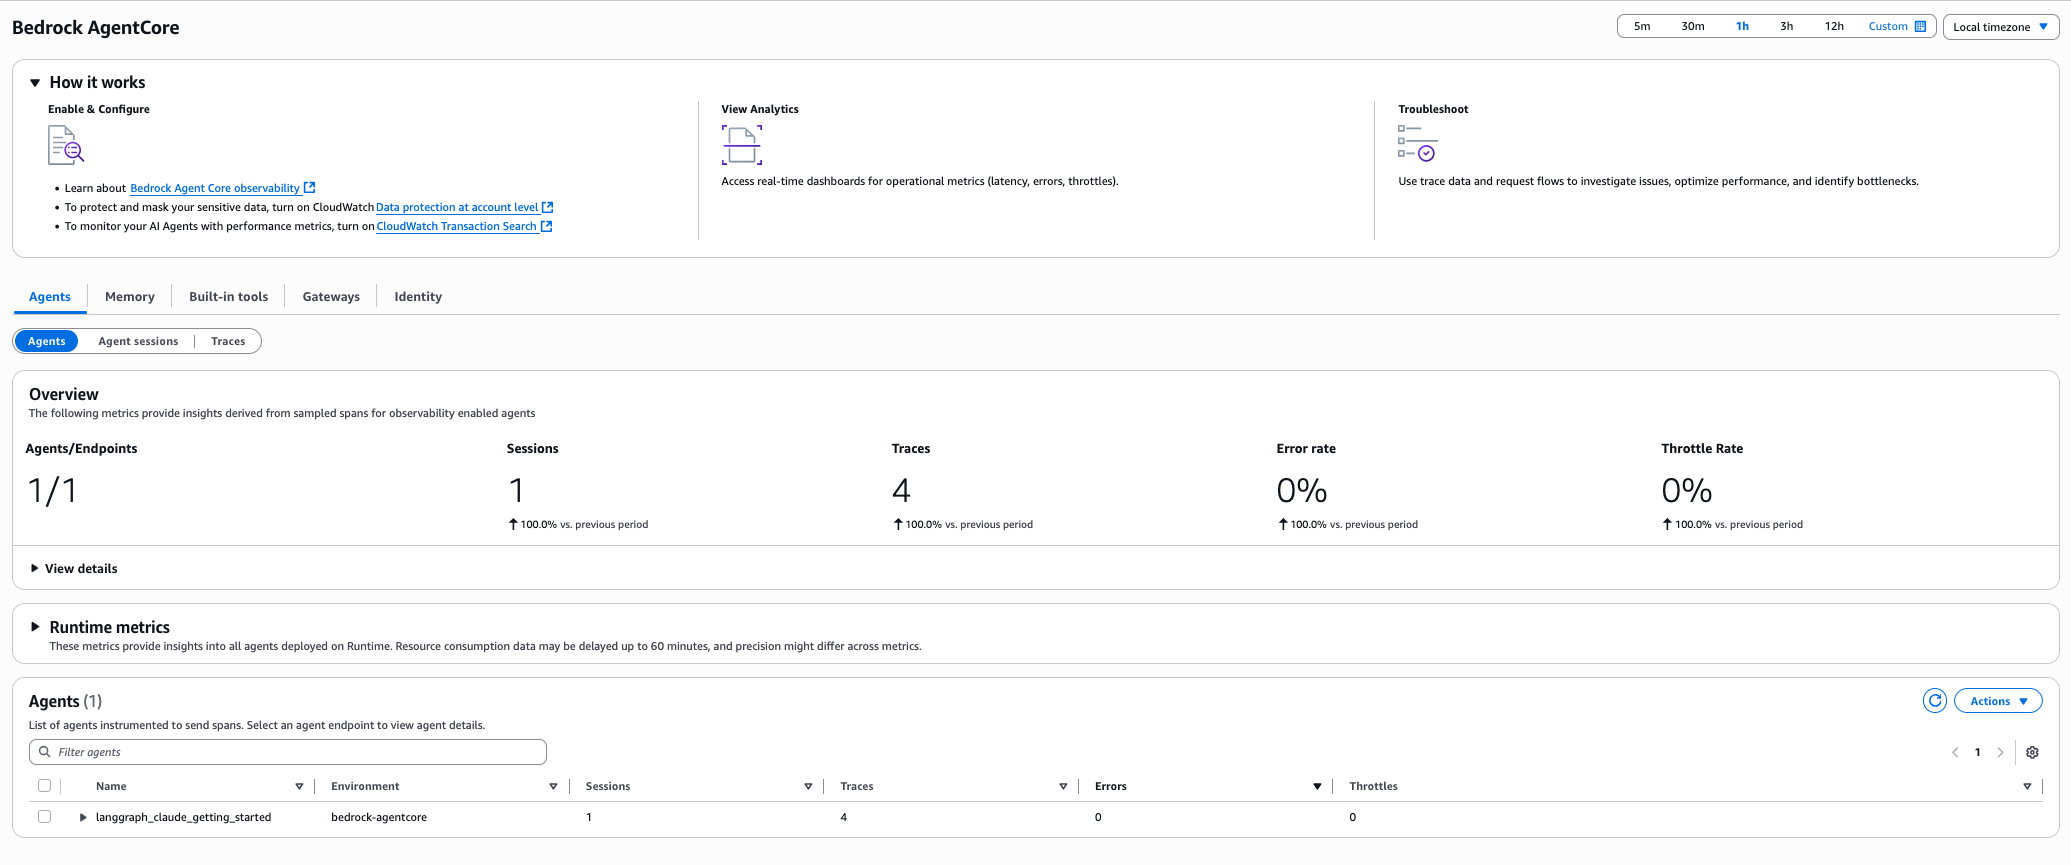 Bedrock AgentCore
5m 30m 1h 3h 12h Custom Local timezone
How it works
Enable & Configure
Learn about Bedrock Agent Core observability
To protect and mask your sensitive data, turn on CloudWatch Data protection at account level
To monitor your AI Agents with performance metrics, turn on CloudWatch Transaction Search
View Analytics
Access real-time dashboards for operational metrics (latency, errors, throttles).
Troubleshoot
Use trace data and request flows to investigate issues, optimize performance, and identify bottlenecks.
Agents Memory Built-in tools Gateways Identity
Agents Agent sessions Traces
Overview
The following metrics provide insights derived from sampled spans for observability enabled agents
Agents/Endpoints Sessions Traces Error rate Throttle Rate
1/1 1 4 0% 0%
100.0% vs. previous period 100.0% vs. previous period 100.0% vs. previous period 100.0% vs. previous period
View details
Runtime metrics
These metrics provide insights into all agents deployed on Runtime. Resource consumption data may be delayed up to 60 minutes, and precision might differ across metrics.
Agents (1)
Actions
List of agents instrumented to send spans. Select an agent endpoint to view agent details.
Filter agents
1
Name Environment Sessions Traces Errors Throttles
langgraph_claude_getting_started bedrock-agentcore 1 4 0 0